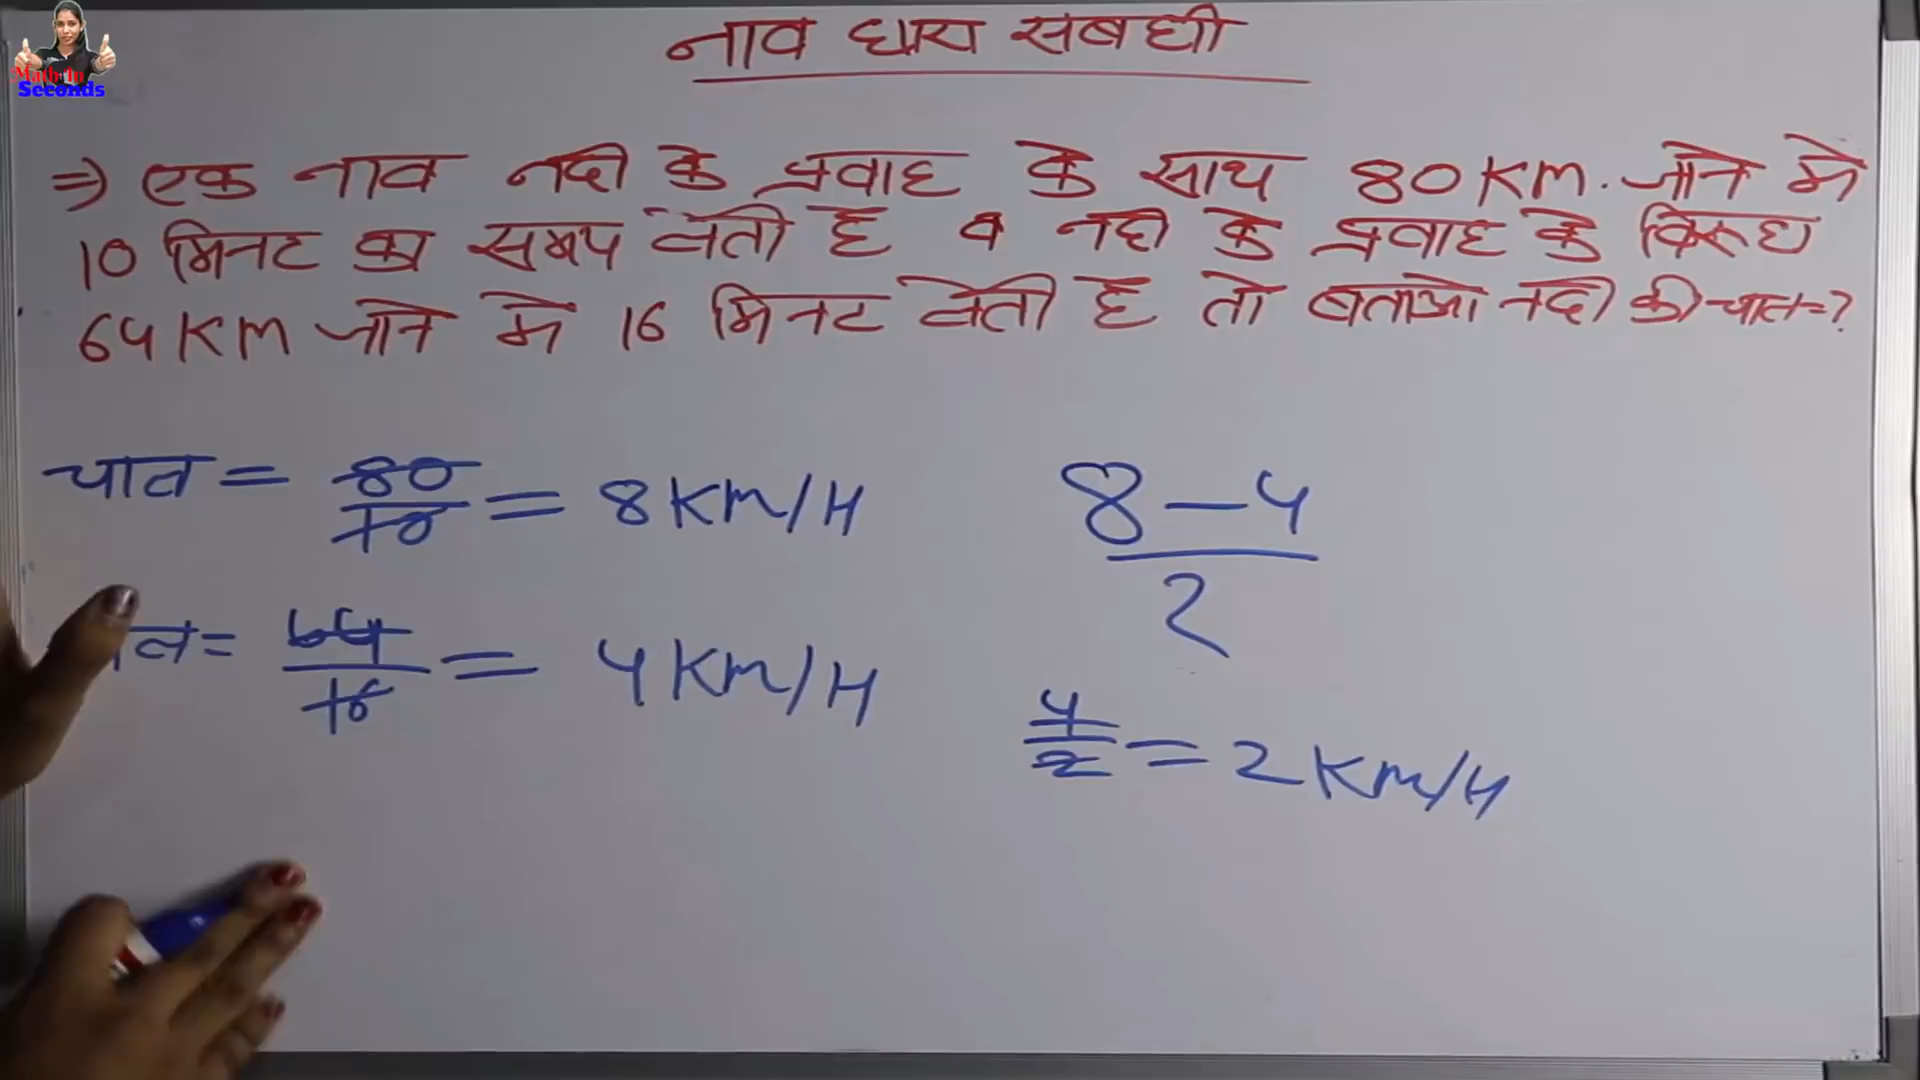 Math In
Seconds
नाव धारा सबधी
⇒ एक नाव नदी के प्रवाह के साथ 80 KM. जाने मे
10 मिनट का समय लेती है व नदी के प्रवाह के विरूध
64 KM जाने मे 16 मिनट लेती है तो बताओ नदी की चाल=?
चाल = 80/10 = 8 KM/H
ाल = 64/16 = 4 KM/H
8 – 4
2
4/2 = 2 KM/H